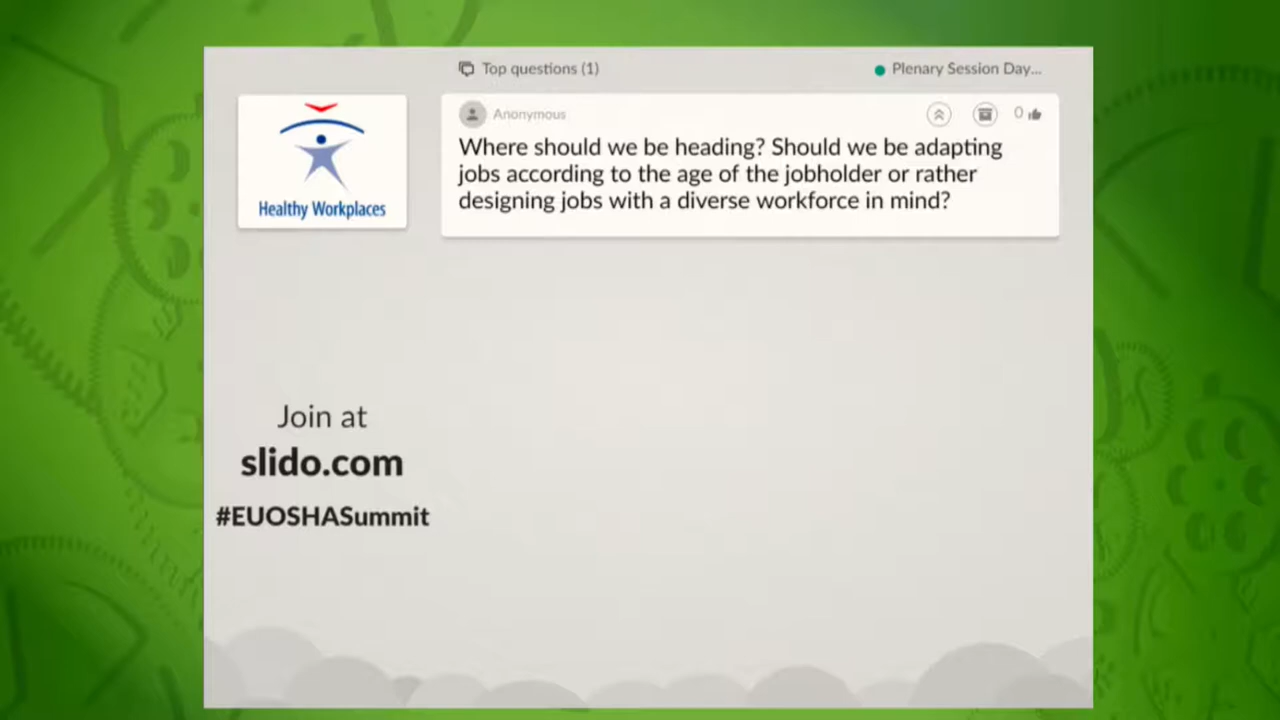 Top questions (1)
Plenary Session Day...
Healthy Workplaces
Anonymous
0
Where should we be heading? Should we be adapting
jobs according to the age of the jobholder or rather
designing jobs with a diverse workforce in mind?
Join at
slido.com
#EUOSHASummit